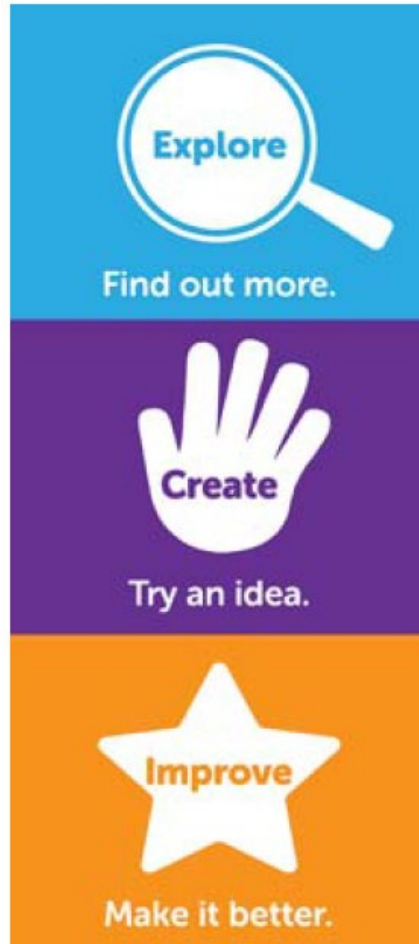 Explore
Find out more.
Create
Try an idea.
Improve
Make it better.